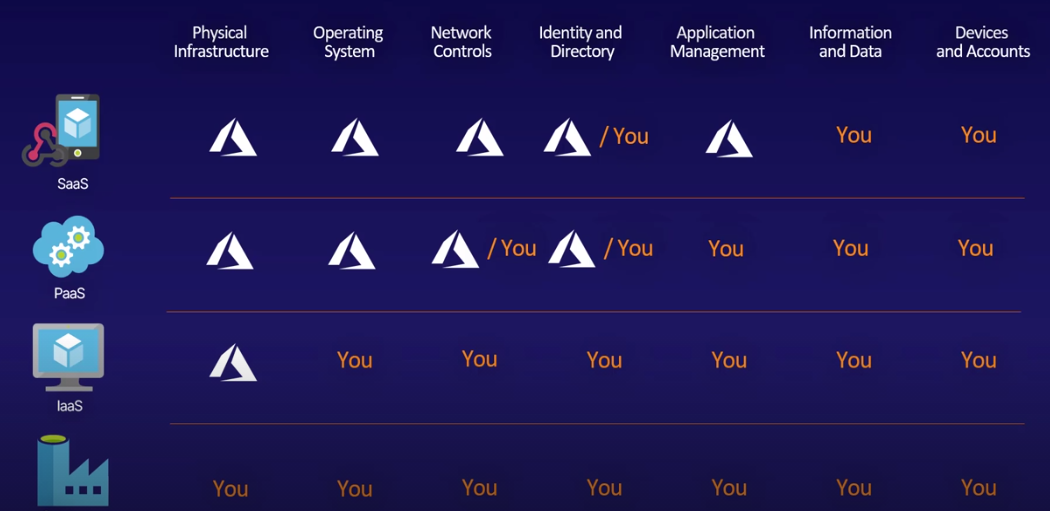 Physical Infrastructure
Operating System
Network Controls
Identity and Directory
Application Management
Information and Data
Devices and Accounts
SaaS
/ You
You
You
PaaS
/ You
/ You
You
You
You
IaaS
You
You
You
You
You
You
You
You
You
You
You
You
You